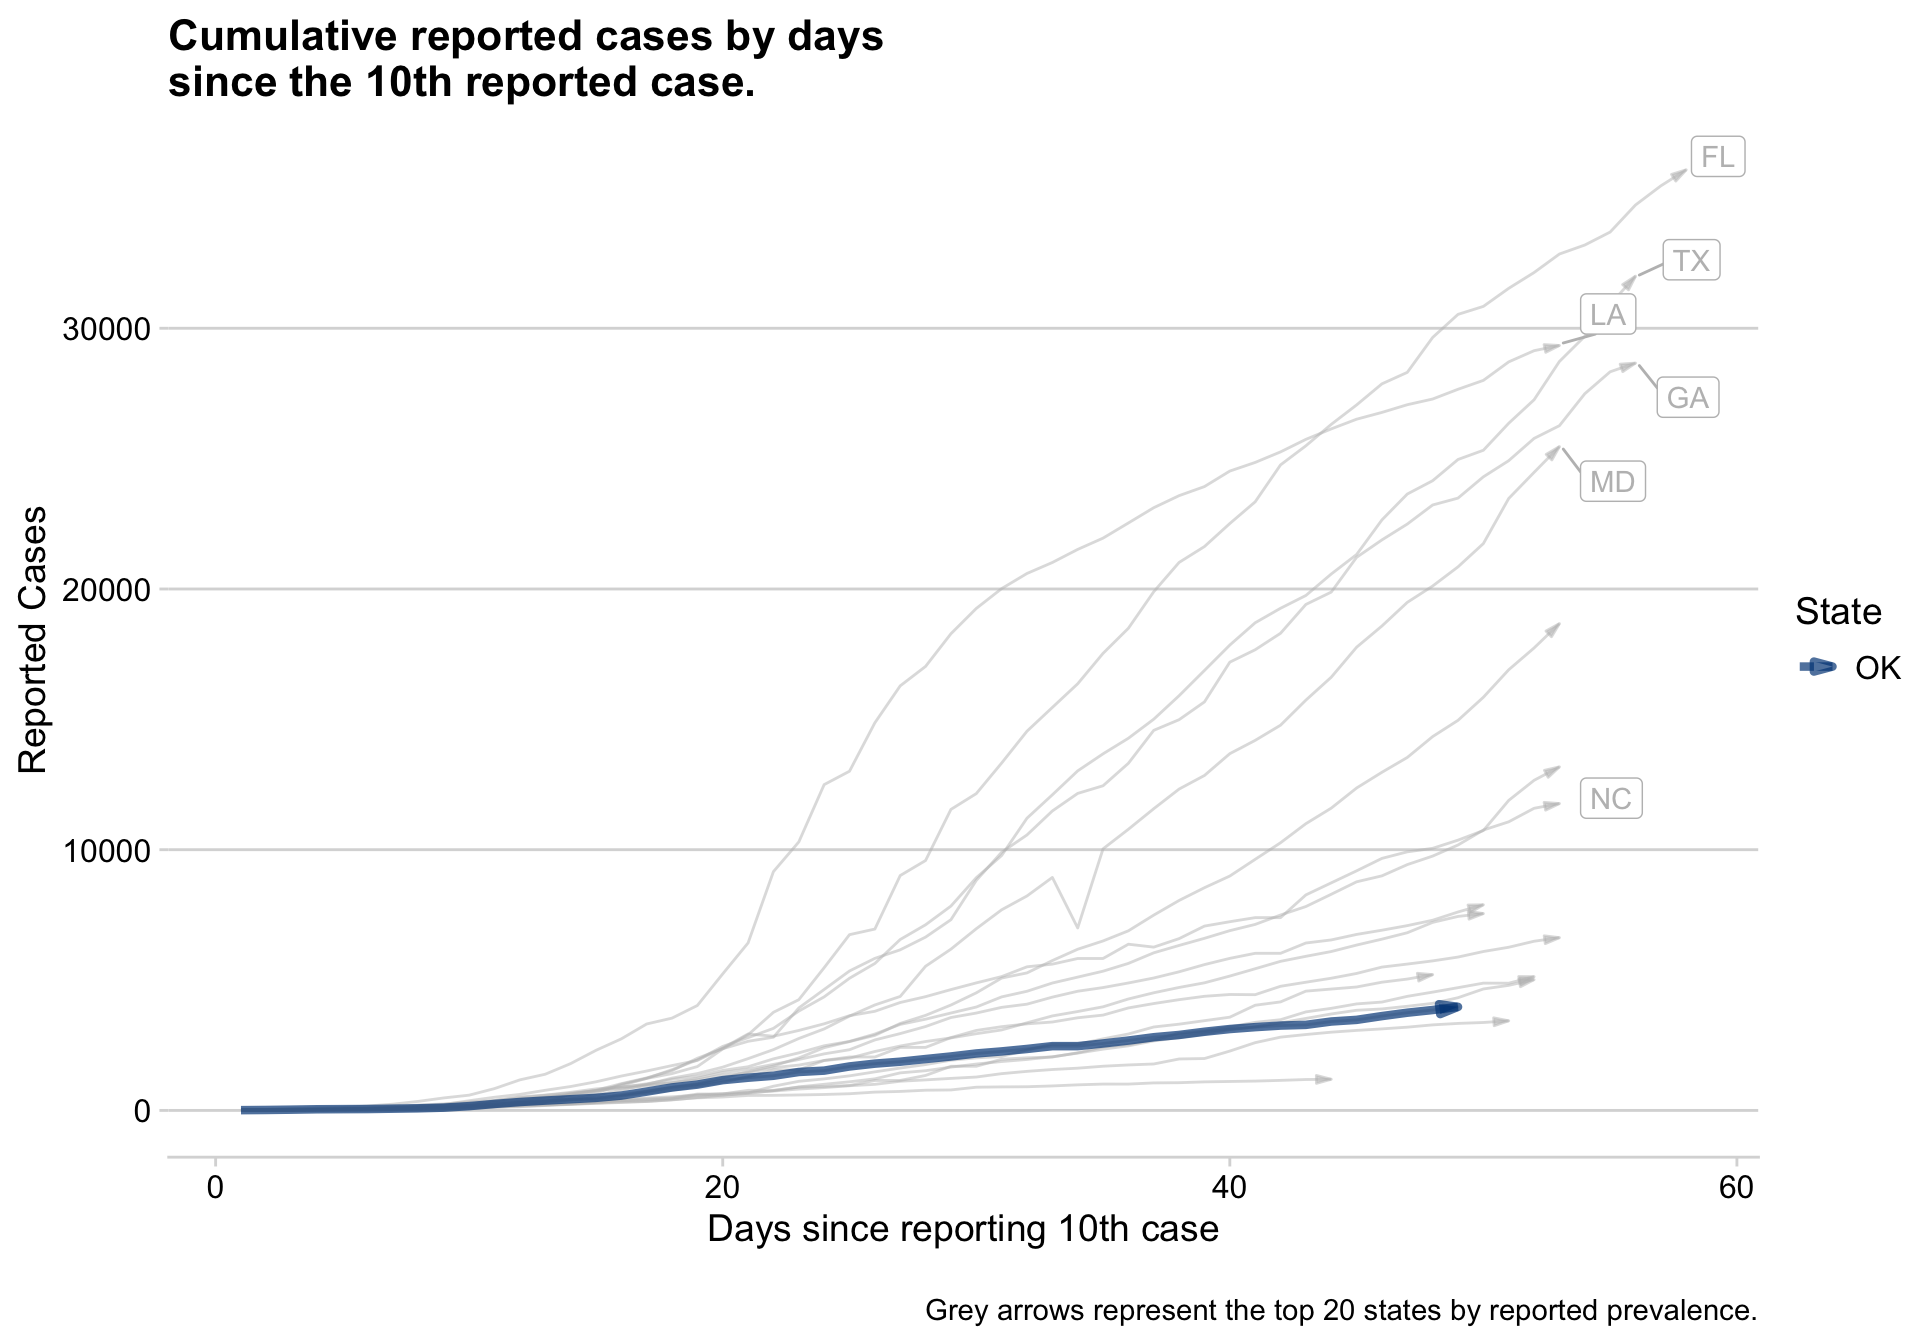 Cumulative reported cases by days
since the 10th reported case.
FL
TX
LA
30000
GA
MD
Reported Cases
20000
State
OK
NC
10000
0
0 20 40 60
Days since reporting 10th case
Grey arrows represent the top 20 states by reported prevalence.